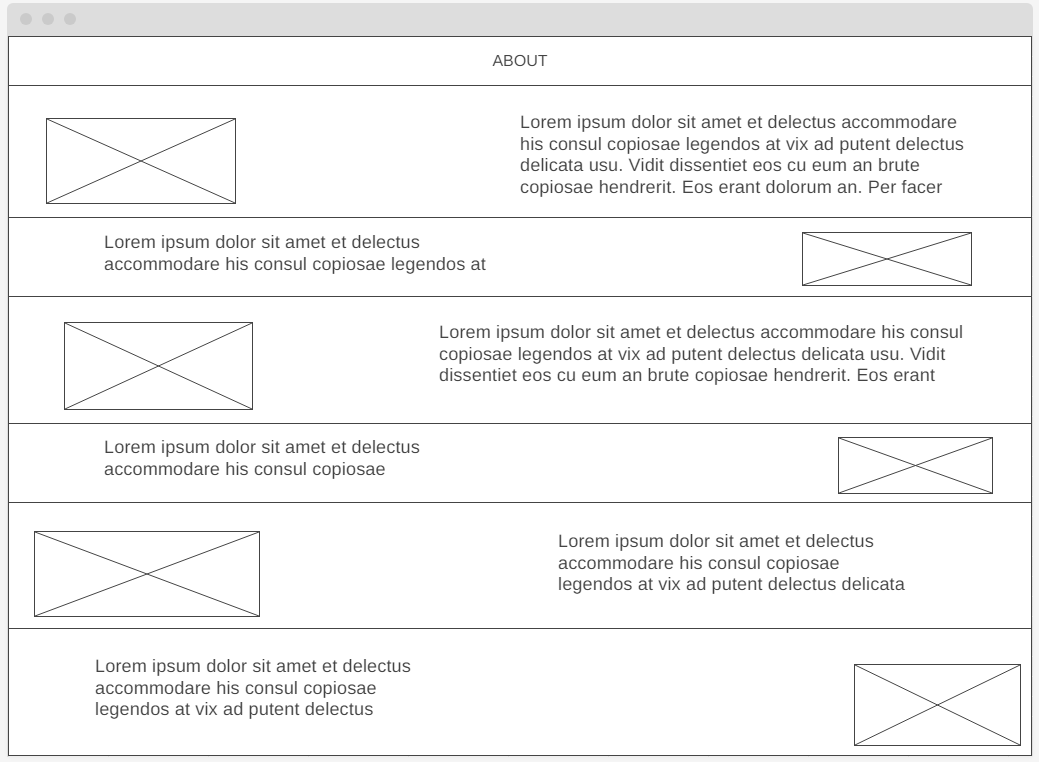 ABOUT
Lorem ipsum dolor sit amet et delectus accommodare
his consul copiosae legendos at vix ad putent delectus
delicata usu. Vidit dissentiet eos cu eum an brute
copiosae hendrerit. Eos erant dolorum an. Per facer
Lorem ipsum dolor sit amet et delectus
accommodare his consul copiosae legendos at
Lorem ipsum dolor sit amet et delectus accommodare his consul
copiosae legendos at vix ad putent delectus delicata usu. Vidit
dissentiet eos cu eum an brute copiosae hendrerit. Eos erant
Lorem ipsum dolor sit amet et delectus
accommodare his consul copiosae
Lorem ipsum dolor sit amet et delectus
accommodare his consul copiosae
legendos at vix ad putent delectus delicata
Lorem ipsum dolor sit amet et delectus
accommodare his consul copiosae
legendos at vix ad putent delectus